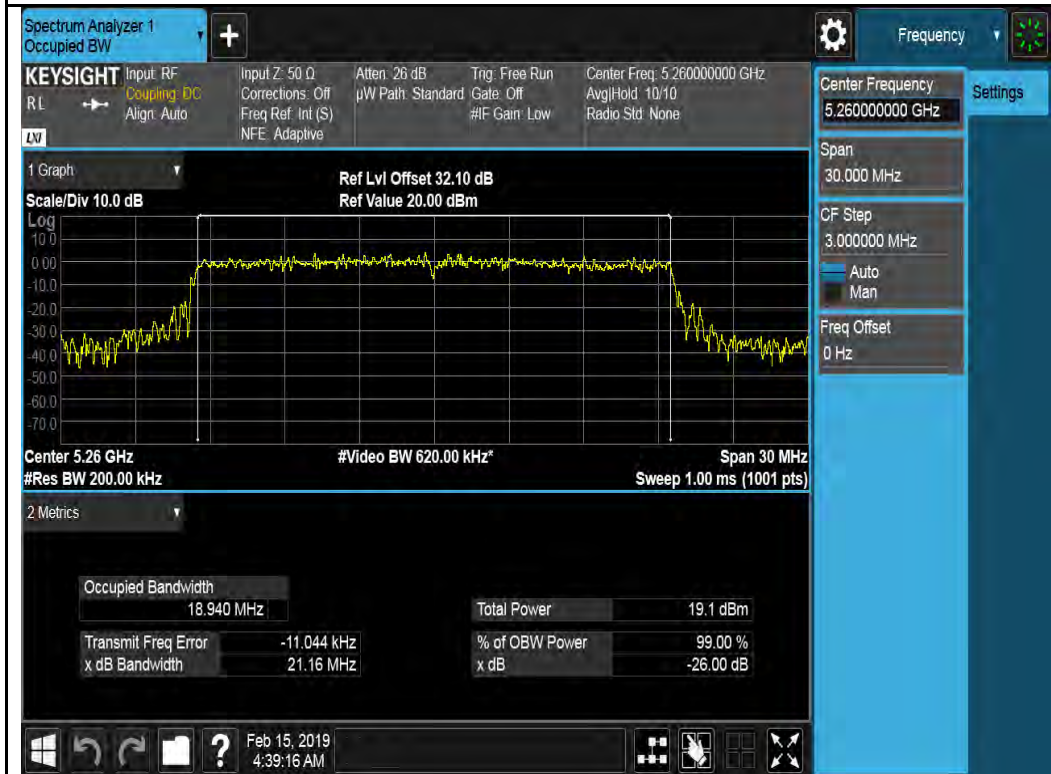 Spectrum Analyzer 1
Occupied BW
+
Frequency
KEYSIGHT
RL
LXI
Input: RF
Coupling: DC
Align: Auto
Input Z: 50 Ω
Corrections: Off
Freq Ref: Int (S)
NFE: Adaptive
Atten: 26 dB
µW Path: Standard
Trig: Free Run
Gate: Off
#IF Gain: Low
Center Freq: 5.260000000 GHz
Avg|Hold: 10/10
Radio Std: None
Center Frequency
5.260000000 GHz
Settings
Span
30.000 MHz
CF Step
3.000000 MHz
Auto
Man
Freq Offset
0 Hz
1 Graph
Scale/Div 10.0 dB
Ref Lvl Offset 32.10 dB
Ref Value 20.00 dBm
Log
10.0
0.00
-10.0
-20.0
-30.0
-40.0
-50.0
-60.0
-70.0
Center 5.26 GHz
#Res BW 200.00 kHz
#Video BW 620.00 kHz*
Span 30 MHz
Sweep 1.00 ms (1001 pts)
2 Metrics
Occupied Bandwidth
18.940 MHz
Total Power 19.1 dBm
Transmit Freq Error -11.044 kHz
% of OBW Power 99.00 %
x dB Bandwidth 21.16 MHz
x dB -26.00 dB
?
Feb 15, 2019
4:39:16 AM